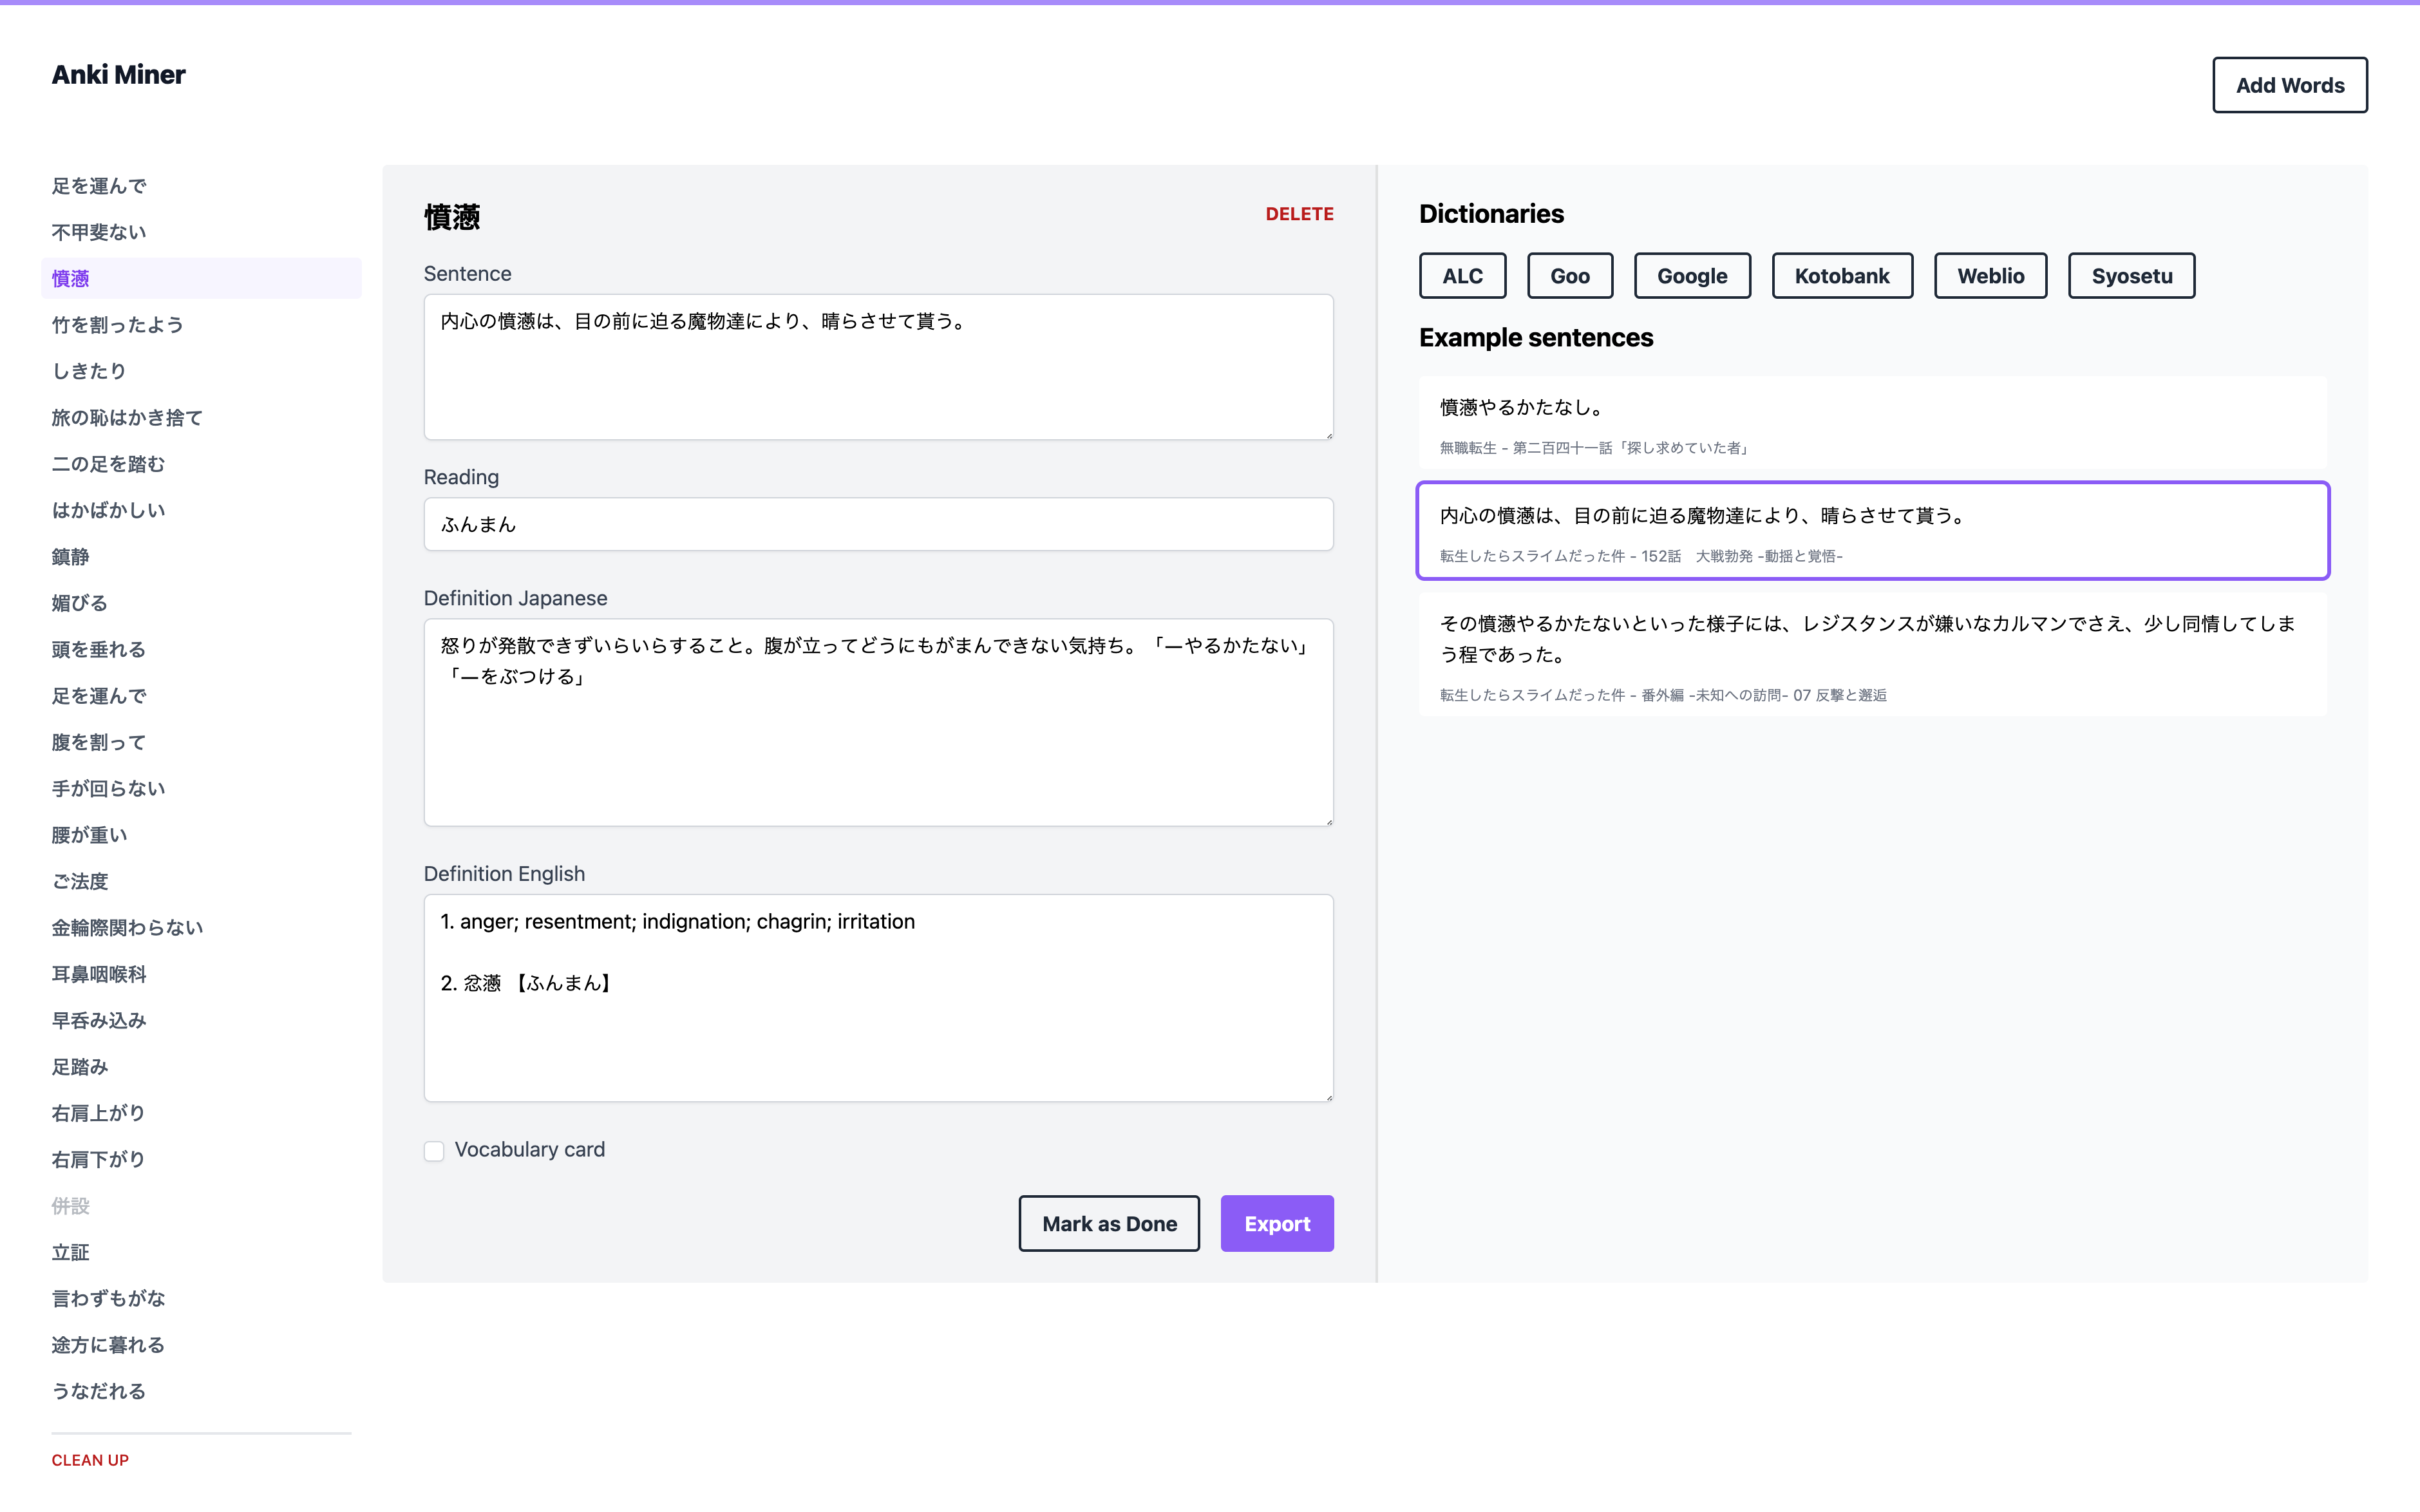 Anki Miner
Add Words
足を運んで
不甲斐ない
憤懣
竹を割ったよう
しきたり
旅の恥はかき捨て
二の足を踏む
はかばかしい
鎮静
媚びる
頭を垂れる
足を運んで
腹を割って
手が回らない
腰が重い
ご法度
金輪際関わらない
耳鼻咽喉科
早呑み込み
足踏み
右肩上がり
右肩下がり
併設
立証
言わずもがな
途方に暮れる
うなだれる
CLEAN UP
憤懣
DELETE
Sentence
内心の憤懣は、目の前に迫る魔物達により、晴らさせて貰う。
Reading
ふんまん
Definition Japanese
怒りが発散できずいらいらすること。腹が立ってどうにもがまんできない気持ち。「―やるかたない」
「―をぶつける」
Definition English
1. anger; resentment; indignation; chagrin; irritation
2. 忿懣 【ふんまん】
Vocabulary card
Mark as Done
Export
Dictionaries
ALC
Goo
Google
Kotobank
Weblio
Syosetu
Example sentences
憤懣やるかたなし。
無職転生 - 第二百四十一話「探し求めていた者」
内心の憤懣は、目の前に迫る魔物達により、晴らさせて貰う。
転生したらスライムだった件 - 152話　大戦勃発 -動揺と覚悟-
その憤懣やるかたないといった様子には、レジスタンスが嫌いなカルマンでさえ、少し同情してしま
う程であった。
転生したらスライムだった件 - 番外編 -未知への訪問- 07 反撃と邂逅